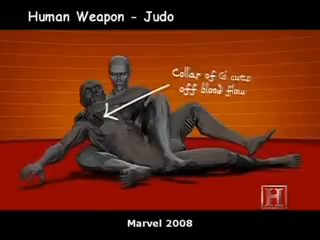 Human Weapon - Judo
Collar of Gi cuts
off blood flow
H
Marvel 2008